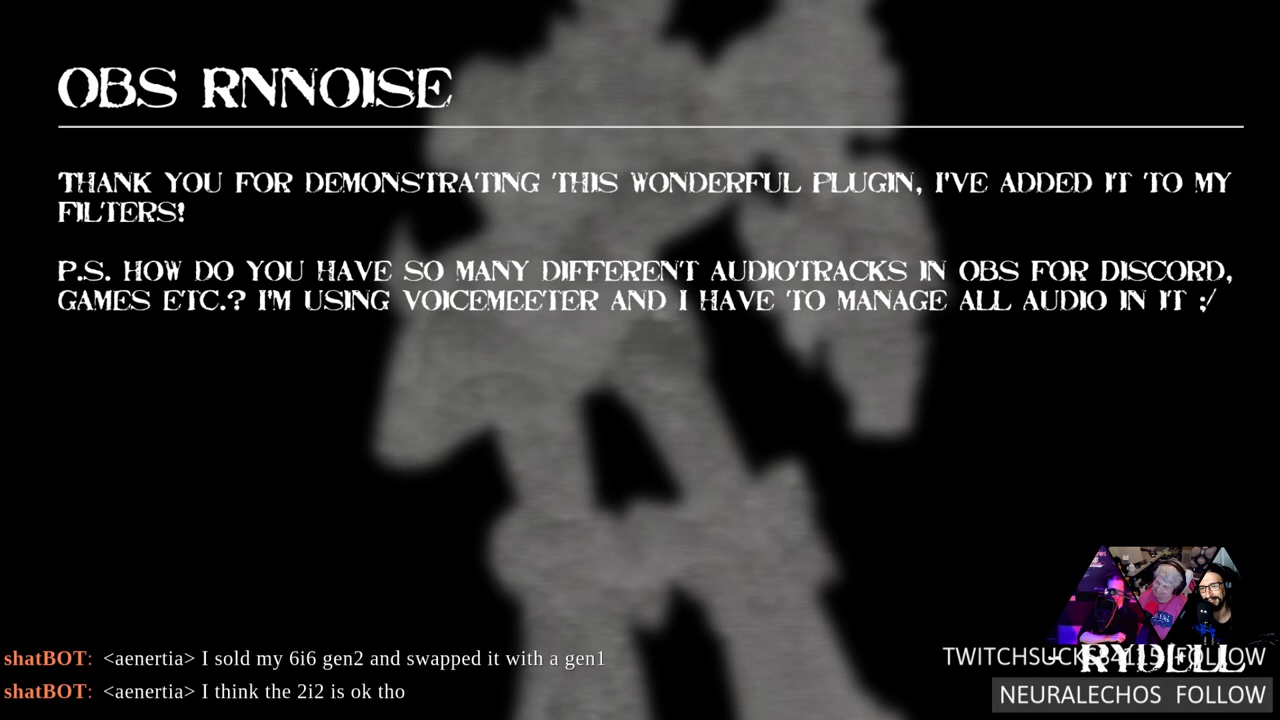 OBS RNNOISE
THANK YOU FOR DEMONSTRATING THIS WONDERFUL PLUGIN, I'VE ADDED IT TO MY
FILTERS!
P.S. HOW DO YOU HAVE SO MANY DIFFERENT AUDIOTRACKS IN OBS FOR DISCORD,
GAMES ETC.? I'M USING VOICEMEETER AND I HAVE TO MANAGE ALL AUDIO IN IT :/
- RYDELL
shatBOT: <aenertia> I sold my 6i6 gen2 and swapped it with a gen1
shatBOT: <aenertia> I think the 2i2 is ok tho
FOLLOW
NEURALECHOS FOLLOW